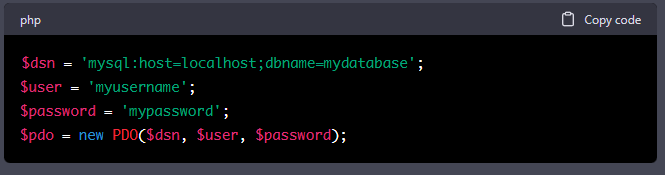 php Copy code
$dsn = 'mysql:host=localhost;dbname=mydatabase';
$user = 'myusername';
$password = 'mypassword';
$pdo = new PDO($dsn, $user, $password);